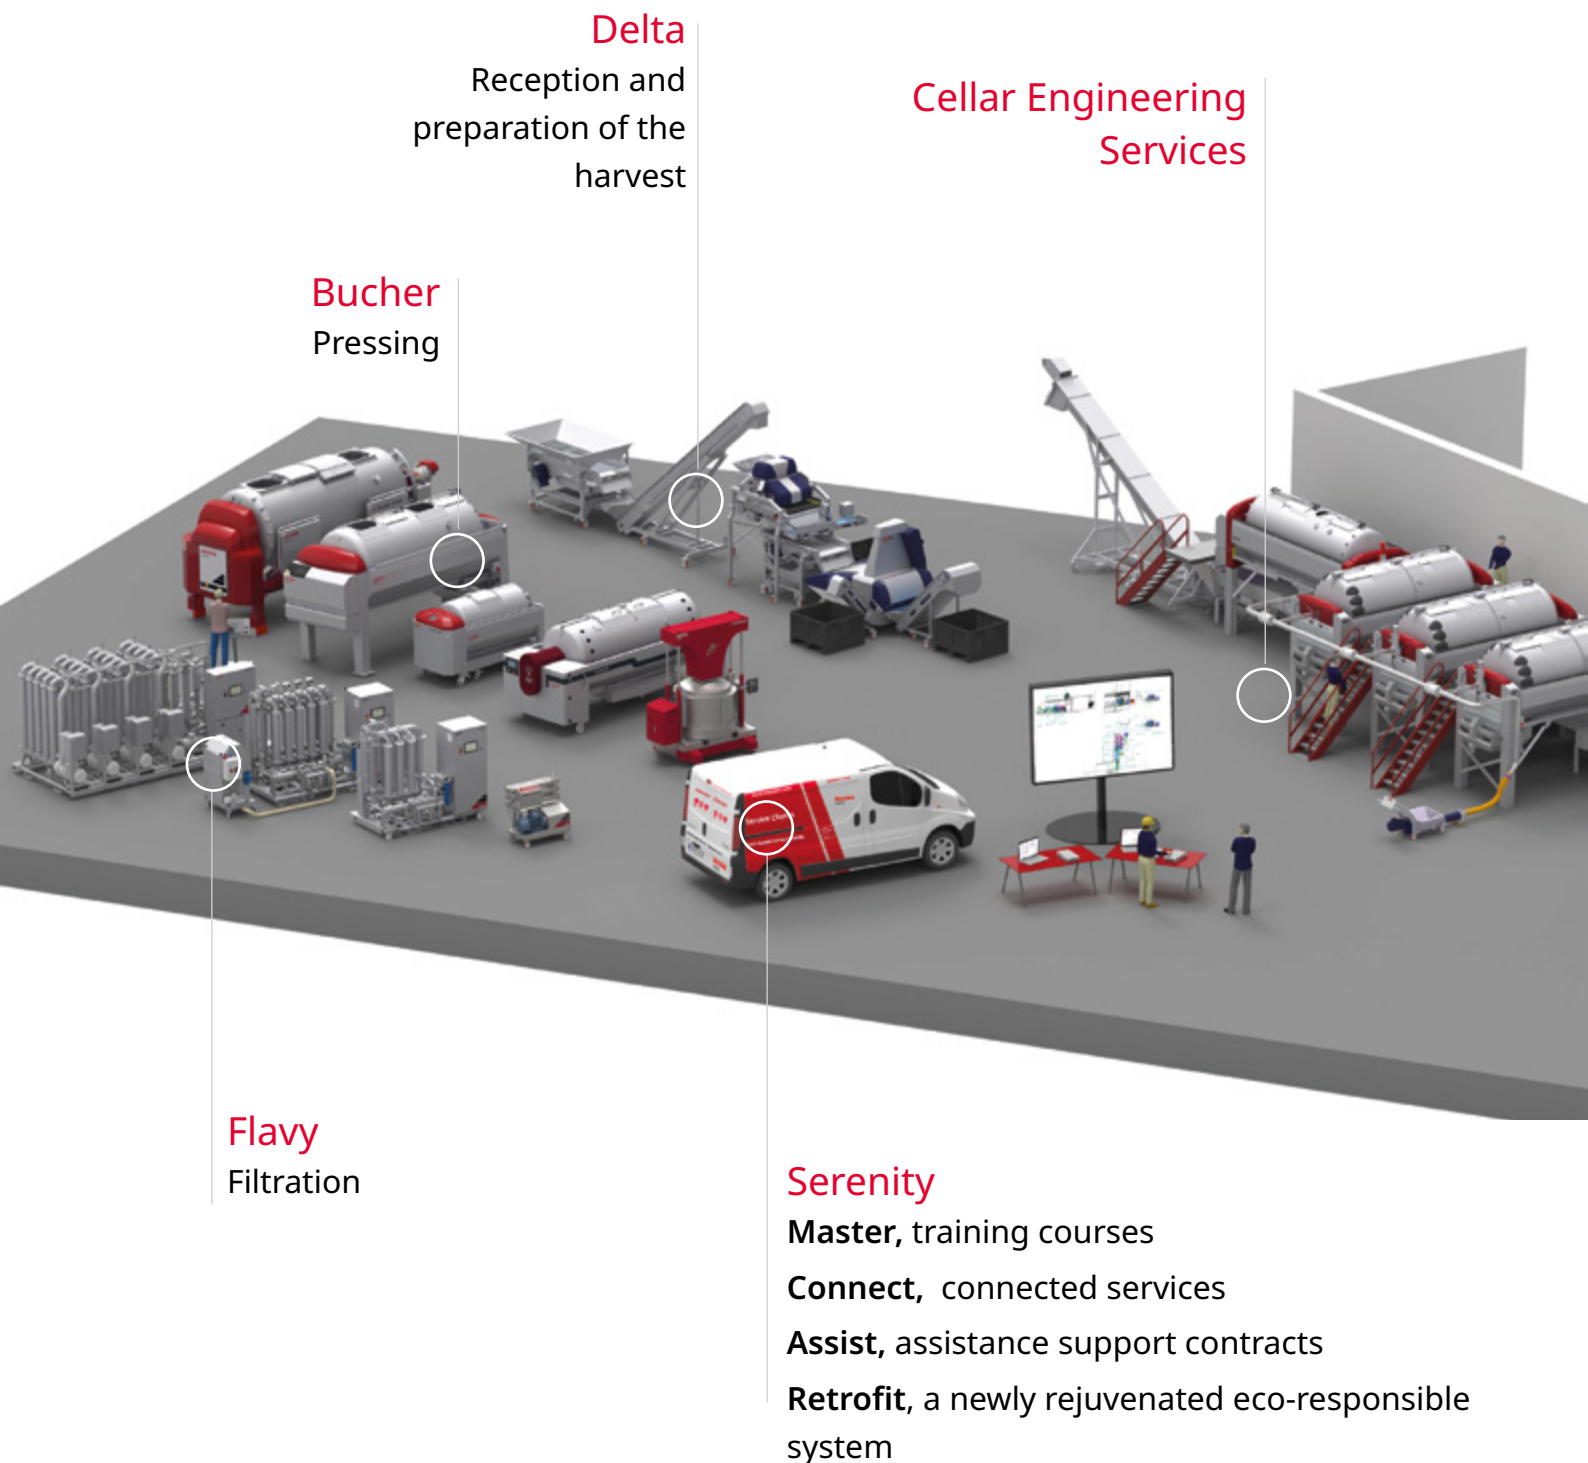 Delta
Reception and
preparation of the
harvest
Cellar Engineering
Services
Bucher
Pressing
Flavy
Filtration
Serenity
Master, training courses
Connect, connected services
Assist, assistance support contracts
Retrofit, a newly rejuvenated eco-responsible
system